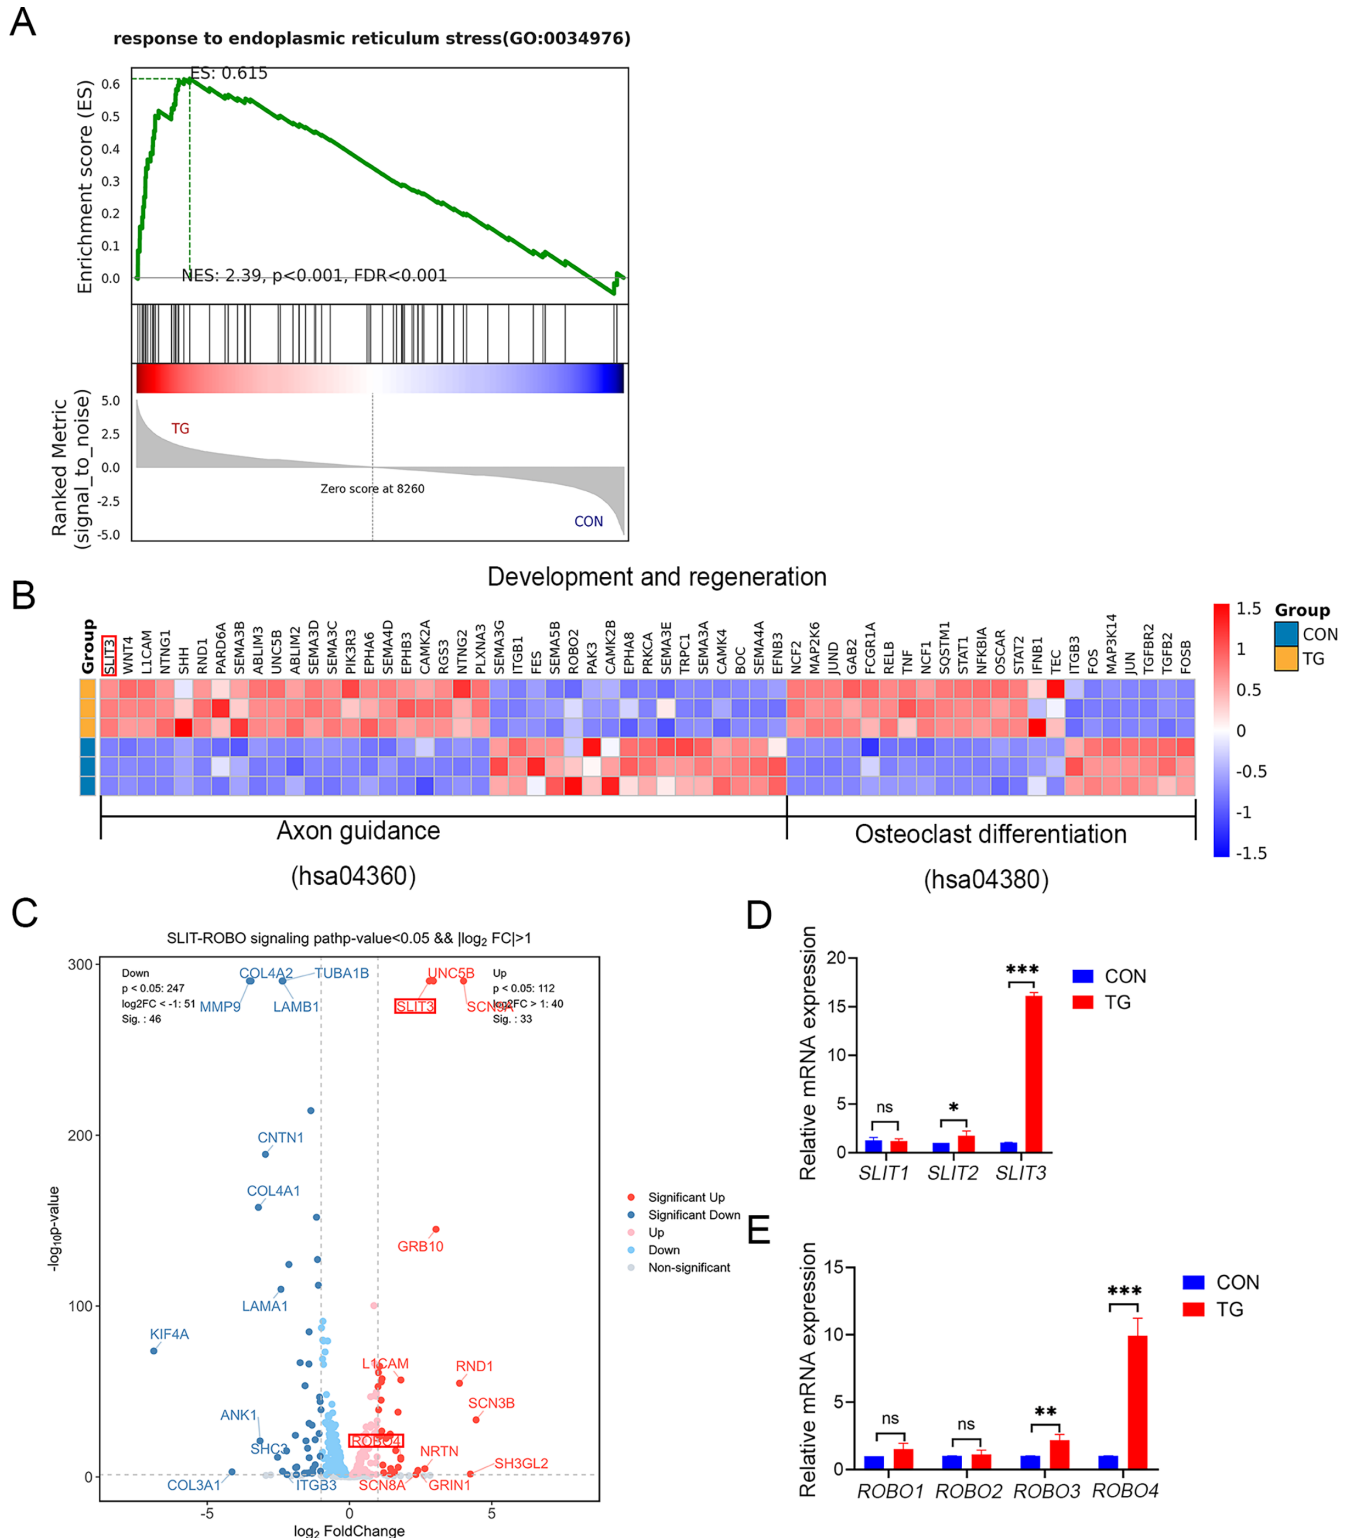 A
response to endoplasmic reticulum stress(GO:0034976)
Enrichment score (ES)
0.6
0.5
0.4
0.3
0.2
0.1
0.0
ES: 0.615
NES: 2.39, p<0.001, FDR<0.001
Ranked Metric
(signal_to_noise)
5.0
2.5
0.0
-2.5
-5.0
TG
Zero score at 8260
CON
B
Development and regeneration
Group
SLIT3
WNT4
L1CAM
NTNG1
SHH
RND1
PARD6A
SEMA3B
ABLIM3
UNC5B
ABLIM2
SEMA3D
SEMA3C
PIK3R3
EPHA6
SEMA4D
EPHB3
CAMK2A
RGS3
NTNG2
PLXNA3
SEMA3G
ITGB1
FES
SEMA5B
ROBO2
PAK3
CAMK2B
EPHA8
PRKCA
SEMA3E
TRPC1
SEMA3A
CAMK4
BOC
SEMA4A
EFNB3
NCF2
MAP2K6
JUND
GAB2
FCGR1A
RELB
TNF
NCF1
SQSTM1
STAT1
NFKBIA
OSCAR
STAT2
IFNB1
TEC
ITGB3
FOS
MAP3K14
JUN
TGFBR2
TGFB2
FOSB
1.5
1
0.5
0
-0.5
-1
-1.5
Group
CON
TG
Axon guidance
(hsa04360)
Osteoclast differentiation
(hsa04380)
C
SLIT-ROBO signaling pathp-value<0.05 && |log2 FC|>1
Down
p < 0.05: 247
log2FC < -1: 51
Sig. : 46
Up
p < 0.05: 112
log2FC > 1: 40
Sig. : 33
COL4A2
TUBA1B
MMP9
LAMB1
UNC5B
SLIT3
SCN9A
CNTN1
COL4A1
GRB10
LAMA1
KIF4A
L1CAM
RND1
SCN3B
ANK1
SHC3
ROBO4
NRTN
SH3GL2
COL3A1
ITGB3
SCN8A
GRIN1
300
200
100
0
-log10p-value
-5
0
5
log2 FoldChange
Significant Up
Significant Down
Up
Down
Non-significant
D
Relative mRNA expression
20
15
10
5
0
ns
*
***
SLIT1
SLIT2
SLIT3
CON
TG
E
Relative mRNA expression
15
10
5
0
ns
ns
**
***
ROBO1
ROBO2
ROBO3
ROBO4
CON
TG